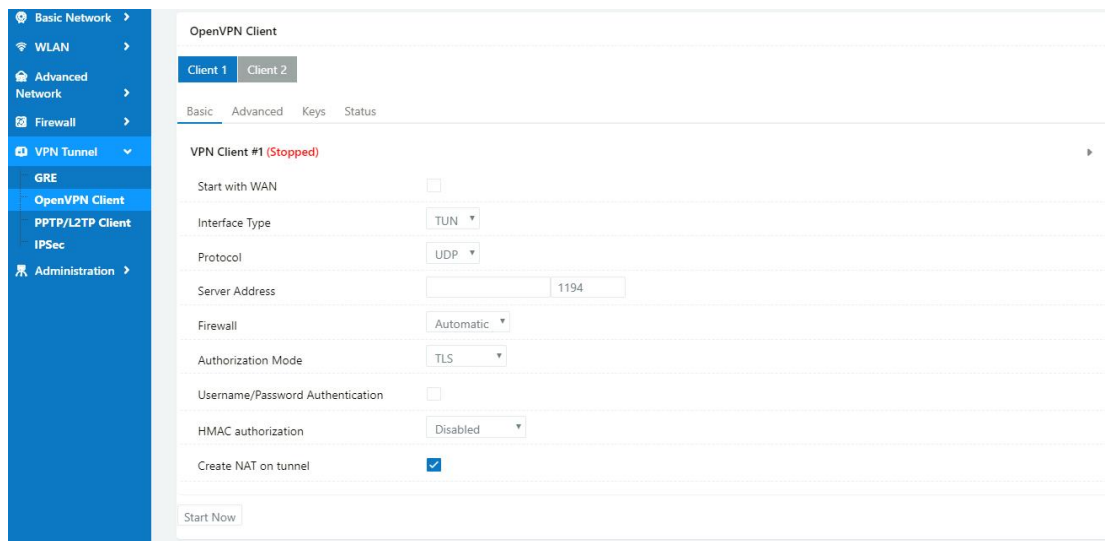 Basic Network
WLAN
Advanced
Network
Firewall
VPN Tunnel
GRE
OpenVPN Client
PPTP/L2TP Client
IPSec
Administration
OpenVPN Client
Client 1 Client 2
Basic Advanced Keys Status
VPN Client #1 (Stopped)
Start with WAN
Interface Type TUN
Protocol UDP
Server Address 1194
Firewall Automatic
Authorization Mode TLS
Username/Password Authentication
HMAC authorization Disabled
Create NAT on tunnel
Start Now